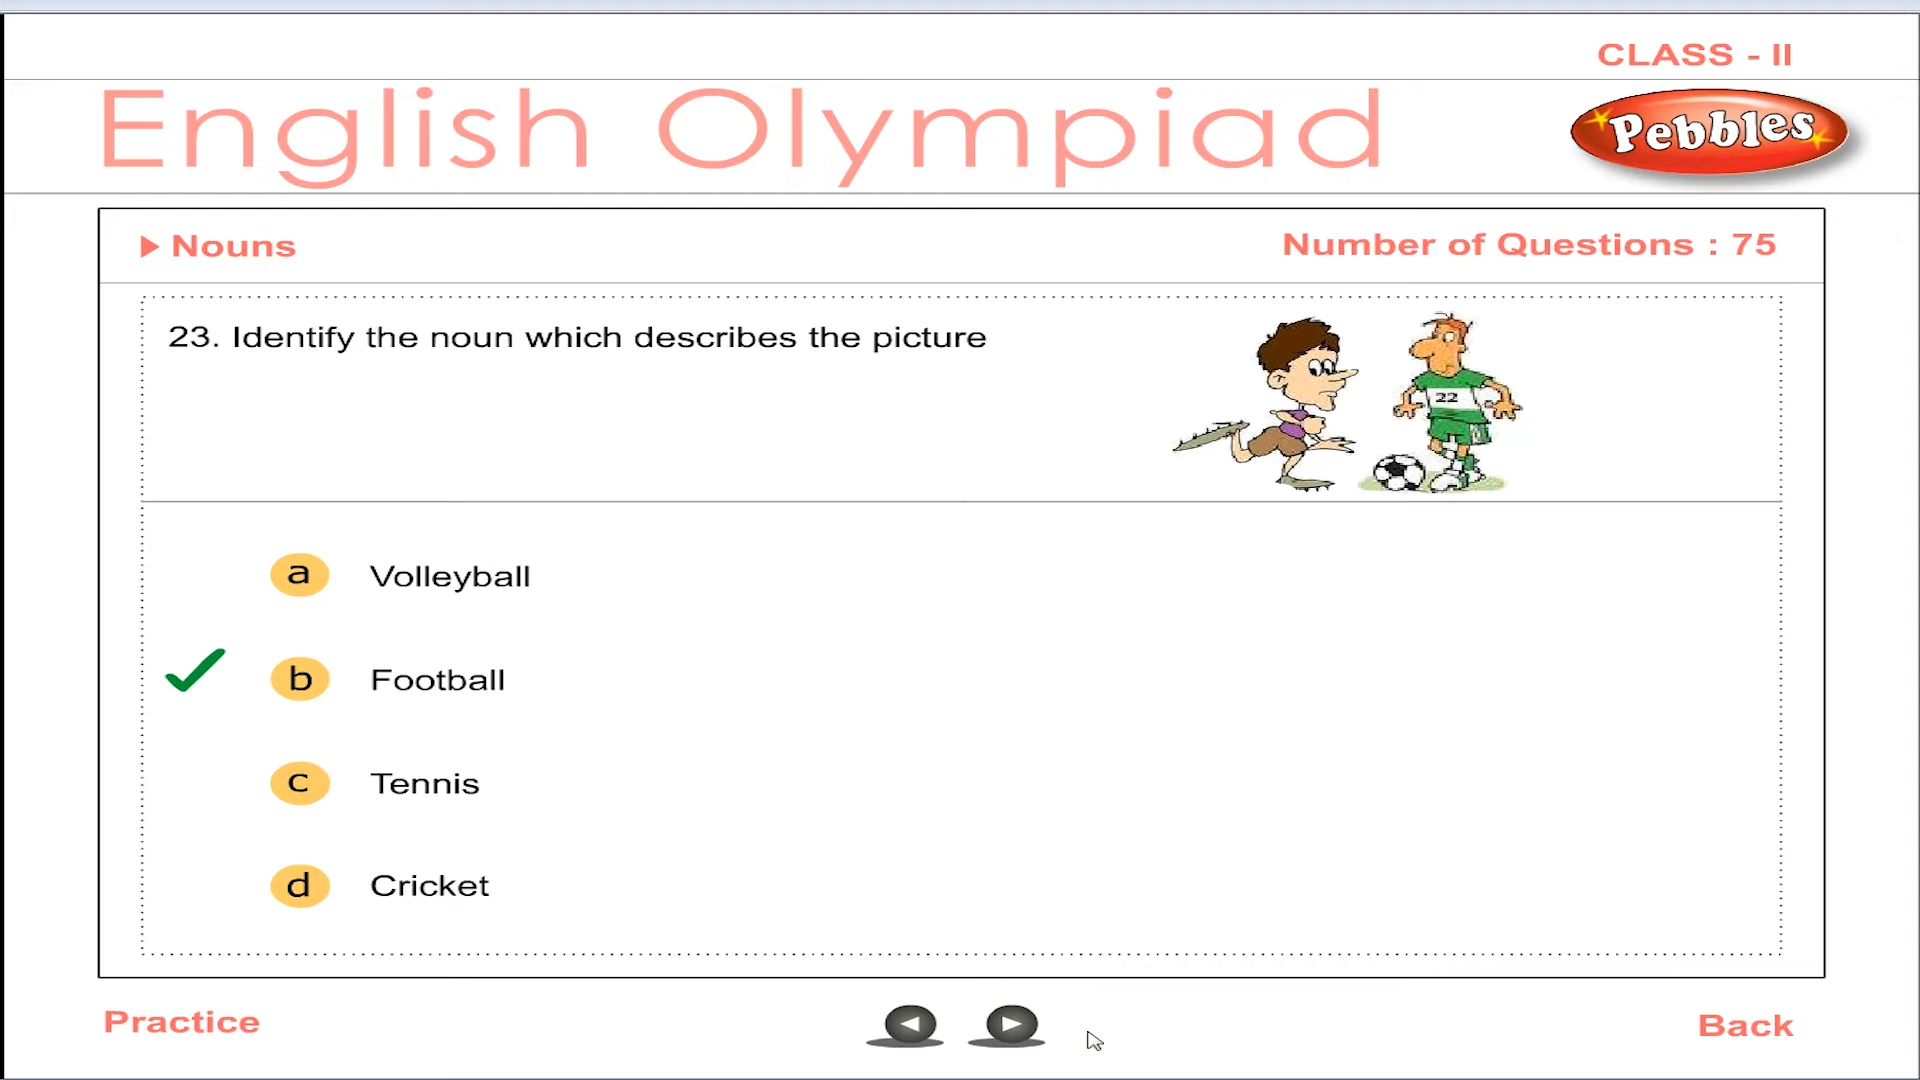 CLASS - II
English Olympiad
Pebbles
Nouns
Number of Questions : 75
23. Identify the noun which describes the picture
22
a Volleyball
b Football
c Tennis
d Cricket
Practice
Back